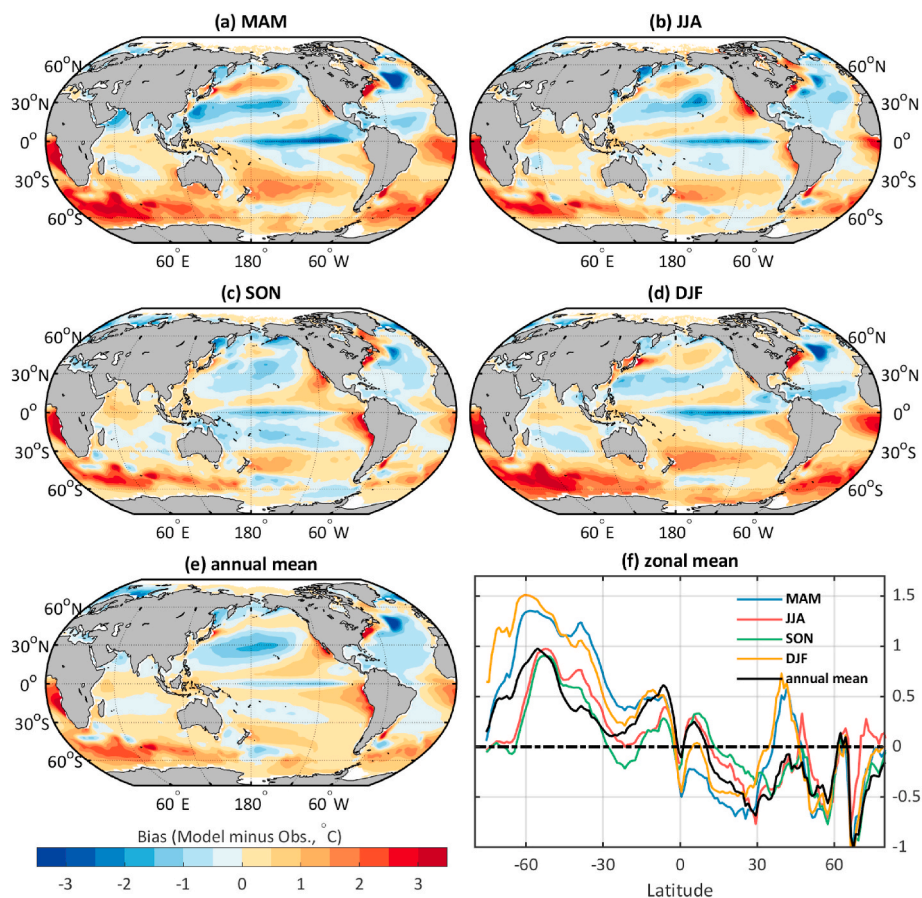 (a) MAM
(b) JJA
60°N
30°N
0°
30°S
60°S
60°N
30°N
0°
30°S
60°S
60°E
180°
60°W
60°E
180°
60°W
(c) SON
(d) DJF
60°N
30°N
0°
30°S
60°S
60°N
30°N
0°
30°S
60°S
60°E
180°
60°W
60°E
180°
60°W
(e) annual mean
(f) zonal mean
60°N
30°N
0°
30°S
60°S
MAM
JJA
SON
DJF
annual mean
1.5
1
0.5
0
-0.5
-1
-60
-30
0
30
60
Latitude
Bias (Model minus Obs., °C)
-3
-2
-1
0
1
2
3